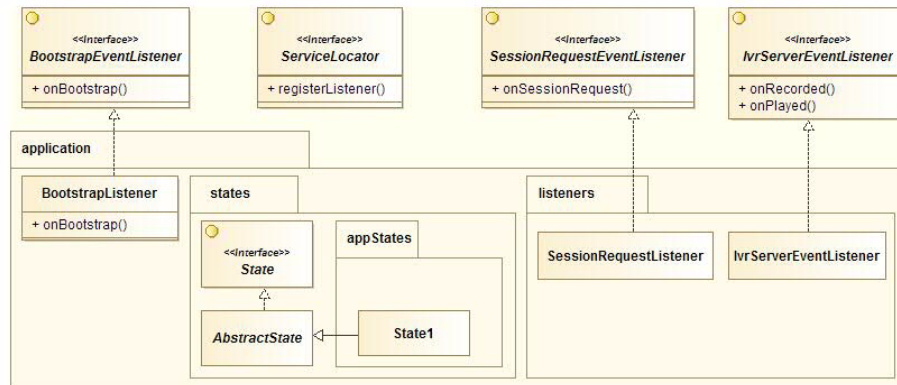 <<Interface>>
BootstrapEventListener
+ onBootstrap()
<<Interface>>
ServiceLocator
+ registerListener()
<<Interface>>
SessionRequestEventListener
+ onSessionRequest()
<<Interface>>
IvrServerEventListener
+ onRecorded()
+ onPlayed()
application
BootstrapListener
+ onBootstrap()
states
<<Interface>>
State
AbstractState
appStates
State1
listeners
SessionRequestListener
IvrServerEventListener